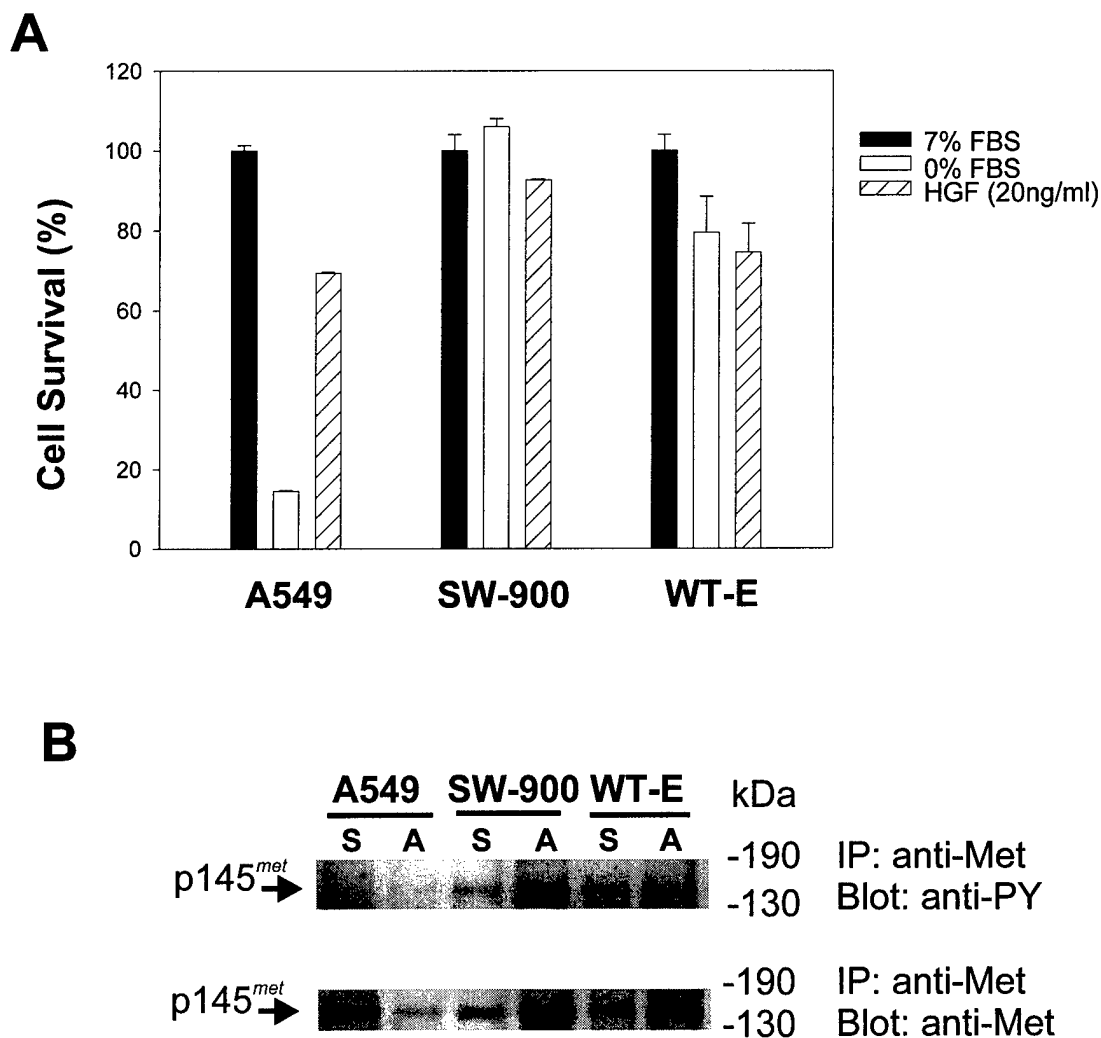 A
120
100
80
60
40
20
0
Cell Survival (%)
7% FBS
0% FBS
HGF (20ng/ml)
A549 SW-900 WT-E
B
A549 SW-900 WT-E kDa
S A S A S A
p145met
-190 IP: anti-Met
-130 Blot: anti-PY
p145met
-190 IP: anti-Met
-130 Blot: anti-Met